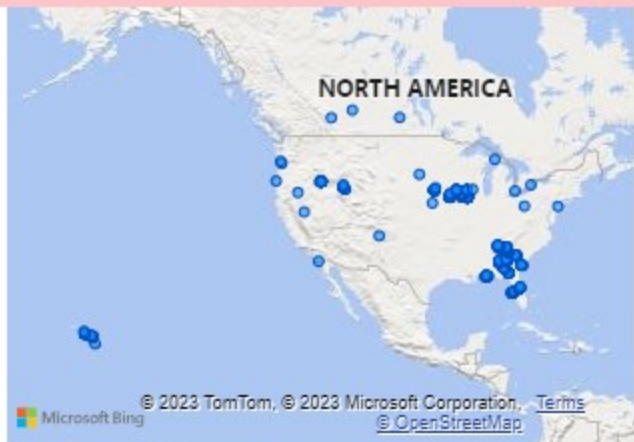 NORTH AMERICA
© 2023 TomTom, © 2023 Microsoft Corporation, Terms
Microsoft Bing
© OpenStreetMap